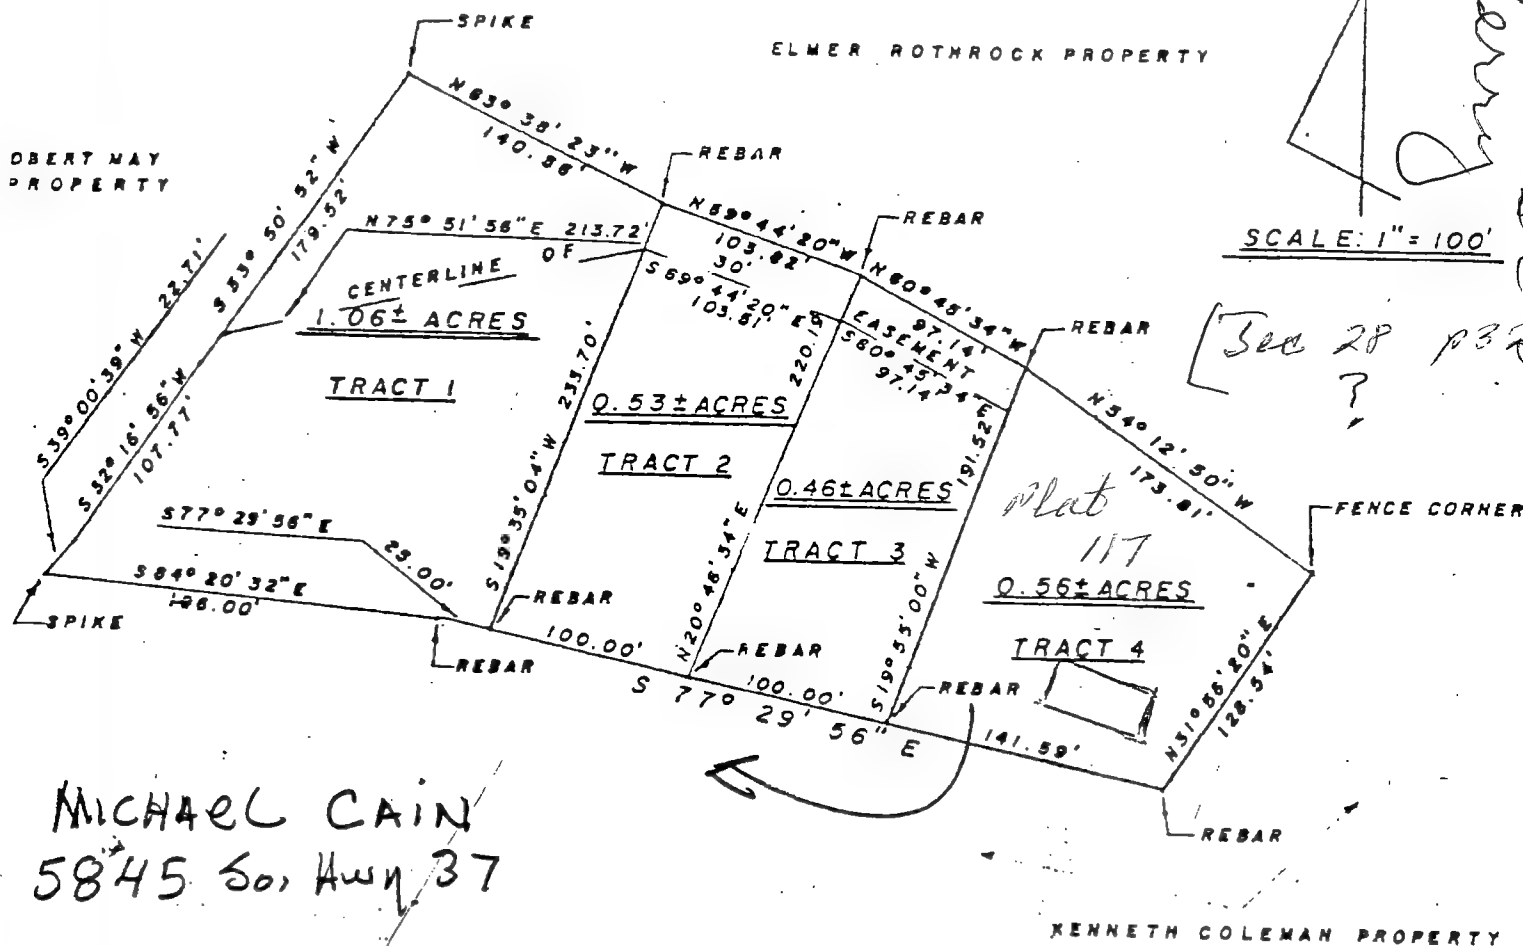 SPIKE
ELMER ROTHROCK PROPERTY
OBERT MAY
PROPERTY
N 63° 38' 23" W
140.86'
REBAR
S 33° 50' 52" W
179.52'
N 75° 51' 56" E 213.72'
OF
CENTERLINE
1.06± ACRES
TRACT 1
22.71'
S 39° 00' 39" W
S 32° 16' 56" W
107.77'
N 69° 44' 20" W
103.82'
30'
S 69° 44' 20" E
103.81'
REBAR
N 60° 45' 34" W
97.14'
EASEMENT
S 60° 45' 34" E
97.14'
REBAR
SCALE: 1" = 100'
28
?
233.70'
S 19° 35' 04" W
0.53± ACRES
TRACT 2
220.19
N 20° 48' 34" E
0.46± ACRES
TRACT 3
191.52'
S 19° 55' 00" W
N 54° 12' 50" W
173.81'
Plat
117
0.56± ACRES
TRACT 4
FENCE CORNER
N 31° 56' 20" E
128.54'
S 77° 29' 56" E
25.00'
S 84° 20' 32" E
SPIKE
REBAR
REBAR
100.00'
REBAR
100.00'
S 77° 29' 56" E
REBAR
141.59'
REBAR
MICHAEL CAIN
5845 So, Hwy 37
KENNETH COLEMAN PROPERTY